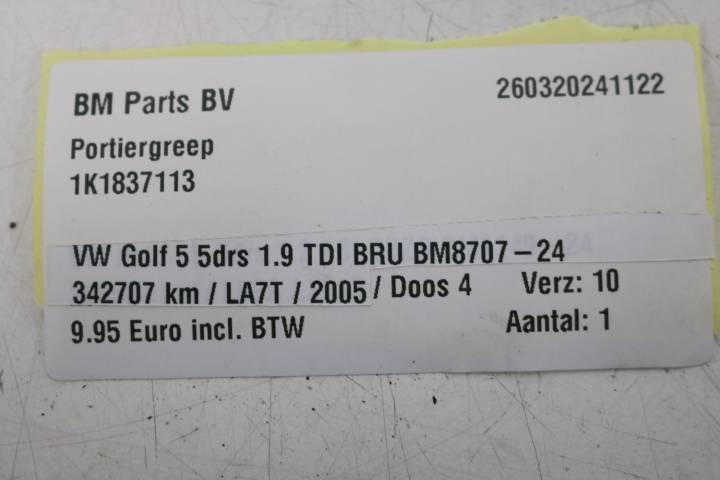 BM Parts BV 260320241122
Portiergreep
1K1837113
VW Golf 5 5drs 1.9 TDI BRU BM8707-24
342707 km / LA7T / 2005 / Doos 4 Verz: 10
9.95 Euro incl. BTW Aantal: 1